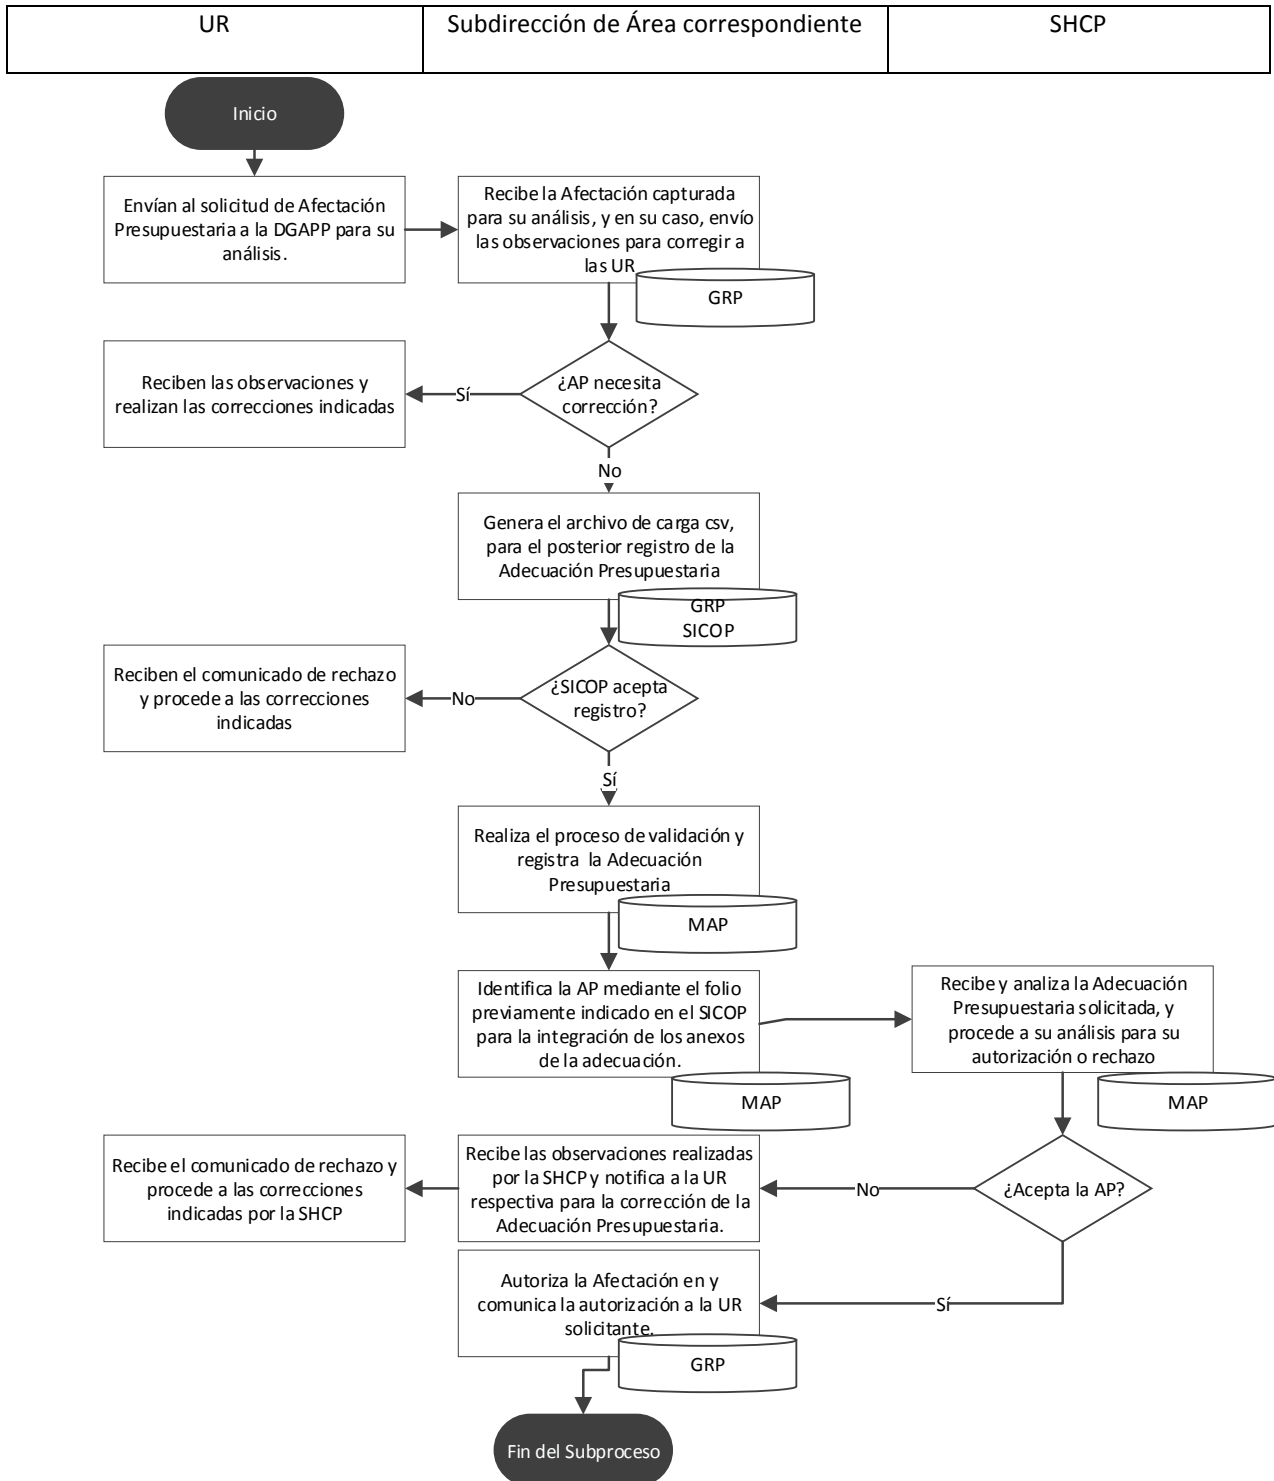 UR
Subdirección de Área correspondiente
SHCP
Inicio
Envían al solicitud de Afectación
Presupuestaria a la DGAPP para su
análisis.
Recibe la Afectación capturada
para su análisis, y en su caso, envío
las observaciones para corregir a
las UR
GRP
¿AP necesita
corrección?
Sí
Reciben las observaciones y
realizan las correcciones indicadas
No
Genera el archivo de carga csv,
para el posterior registro de la
Adecuación Presupuestaria
GRP
SICOP
¿SICOP acepta
registro?
No
Reciben el comunicado de rechazo
y procede a las correcciones
indicadas
Sí
Realiza el proceso de validación y
registra la Adecuación
Presupuestaria
MAP
Identifica la AP mediante el folio
previamente indicado en el SICOP
para la integración de los anexos
de la adecuación.
MAP
Recibe y analiza la Adecuación
Presupuestaria solicitada, y
procede a su análisis para su
autorización o rechazo
MAP
¿Acepta la AP?
No
Recibe las observaciones realizadas
por la SHCP y notifica a la UR
respectiva para la corrección de la
Adecuación Presupuestaria.
Recibe el comunicado de rechazo y
procede a las correcciones
indicadas por la SHCP
Sí
Autoriza la Afectación en y
comunica la autorización a la UR
solicitante.
GRP
Fin del Subproceso